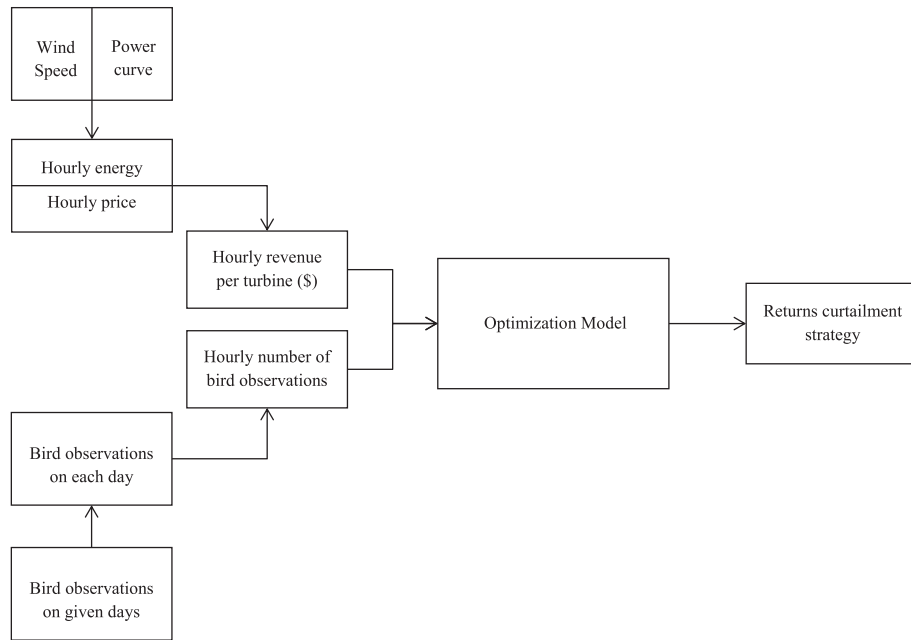 Wind
Speed
Power
curve
Hourly energy
Hourly price
Hourly revenue
per turbine ($)
Hourly number of
bird observations
Optimization Model
Returns curtailment
strategy
Bird observations
on each day
Bird observations
on given days